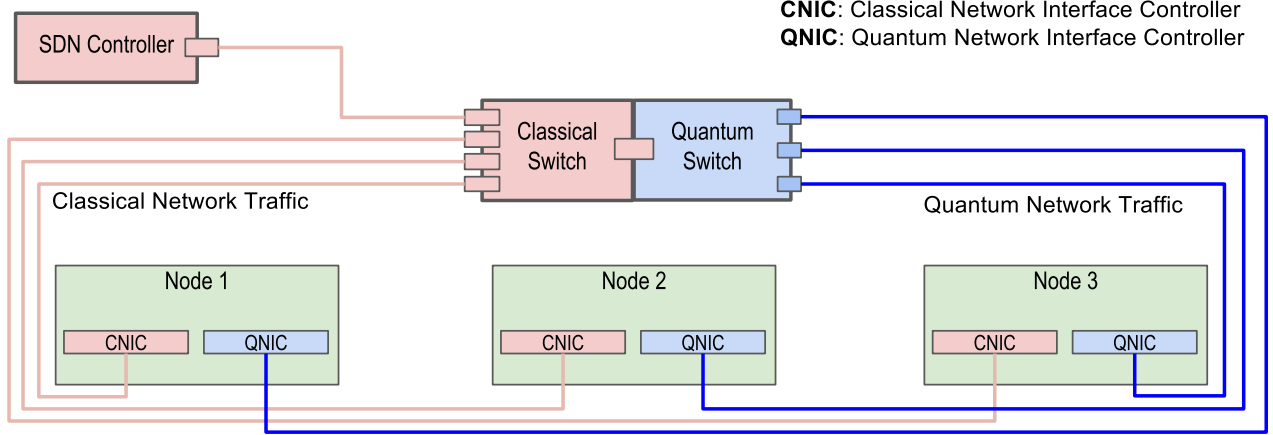 CNIC: Classical Network Interface Controller
QNIC: Quantum Network Interface Controller
SDN Controller
Classical
Switch
Quantum
Switch
Classical Network Traffic
Quantum Network Traffic
Node 1
CNIC
QNIC
Node 2
CNIC
QNIC
Node 3
CNIC
QNIC